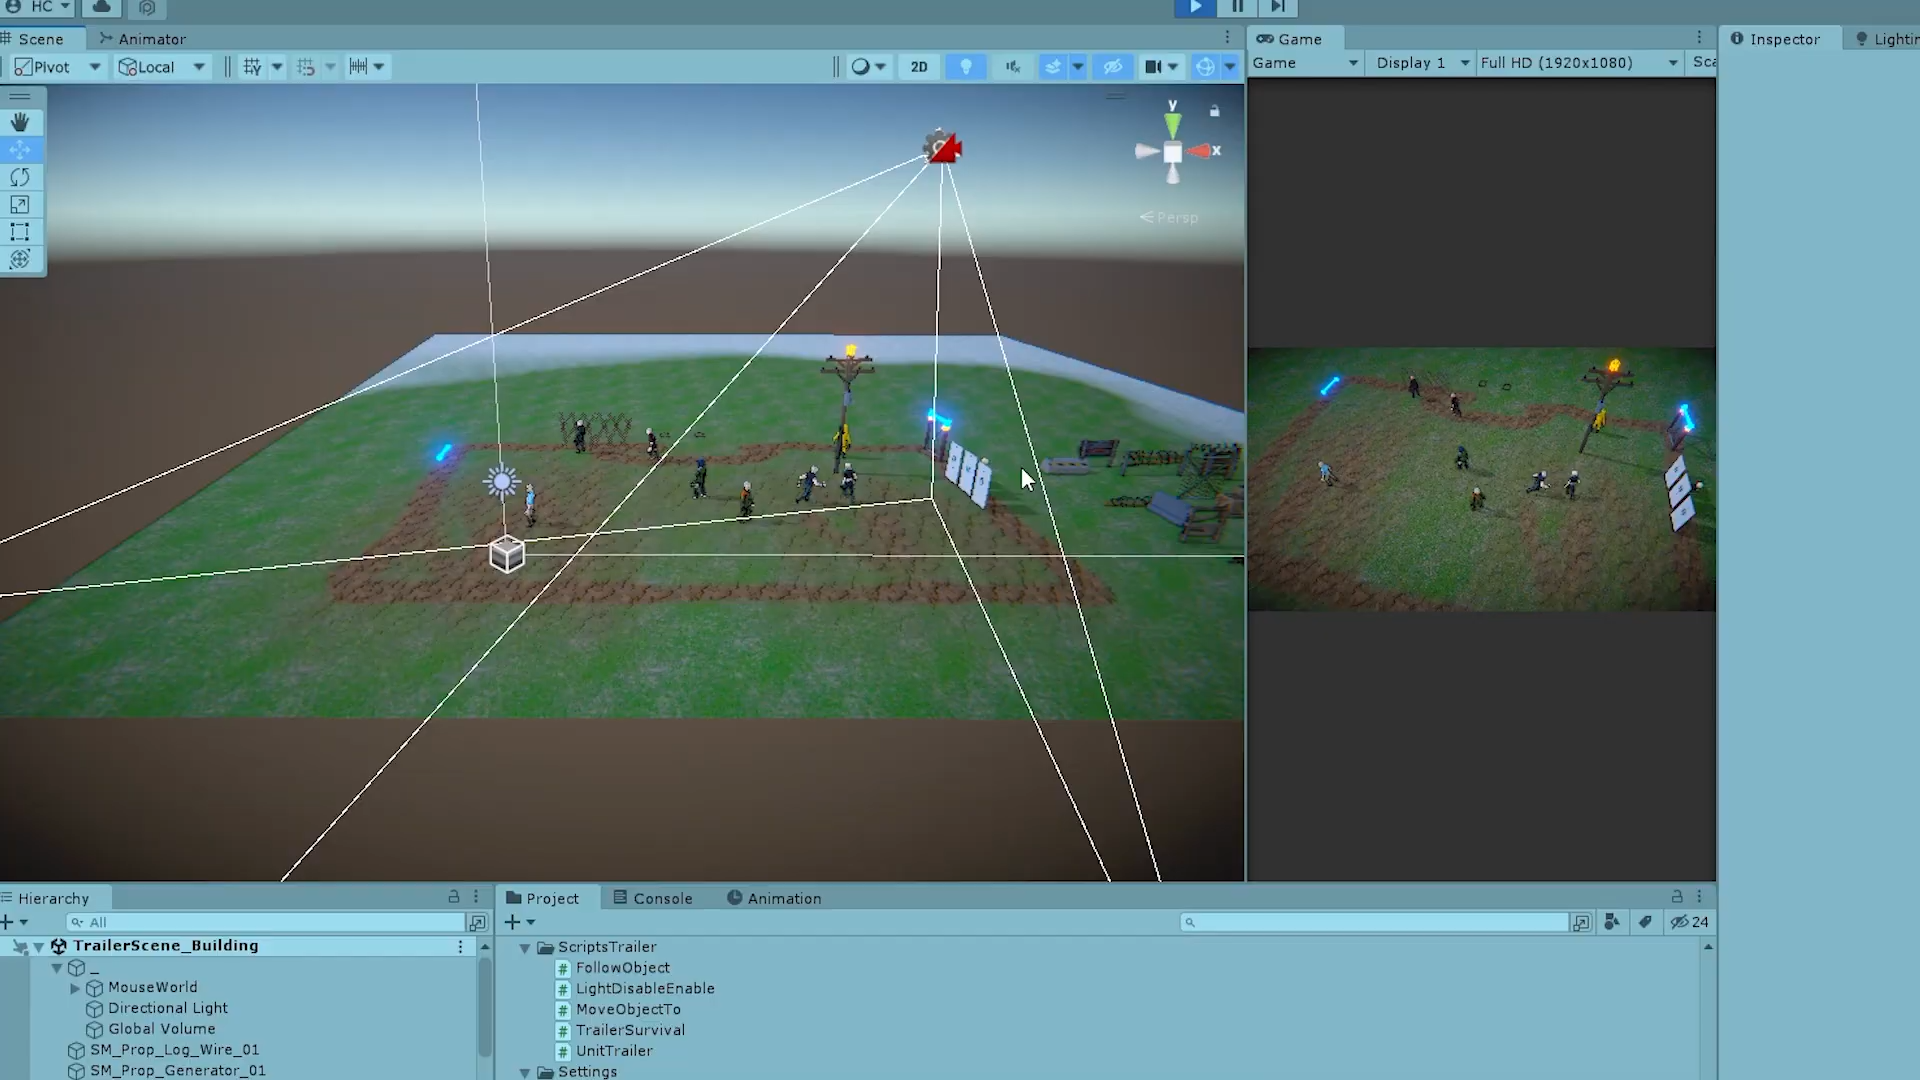 HC
Scene
Animator
Pivot
Local
2D
y
x
Persp
Game
Game
Display 1
Full HD (1920x1080)
Sca
Inspector
Lightin
Hierarchy
All
TrailerScene_Building
_
MouseWorld
Directional Light
Global Volume
SM_Prop_Log_Wire_01
SM_Prop_Generator_01
Project
Console
Animation
24
ScriptsTrailer
FollowObject
LightDisableEnable
MoveObjectTo
TrailerSurvival
UnitTrailer
Settings